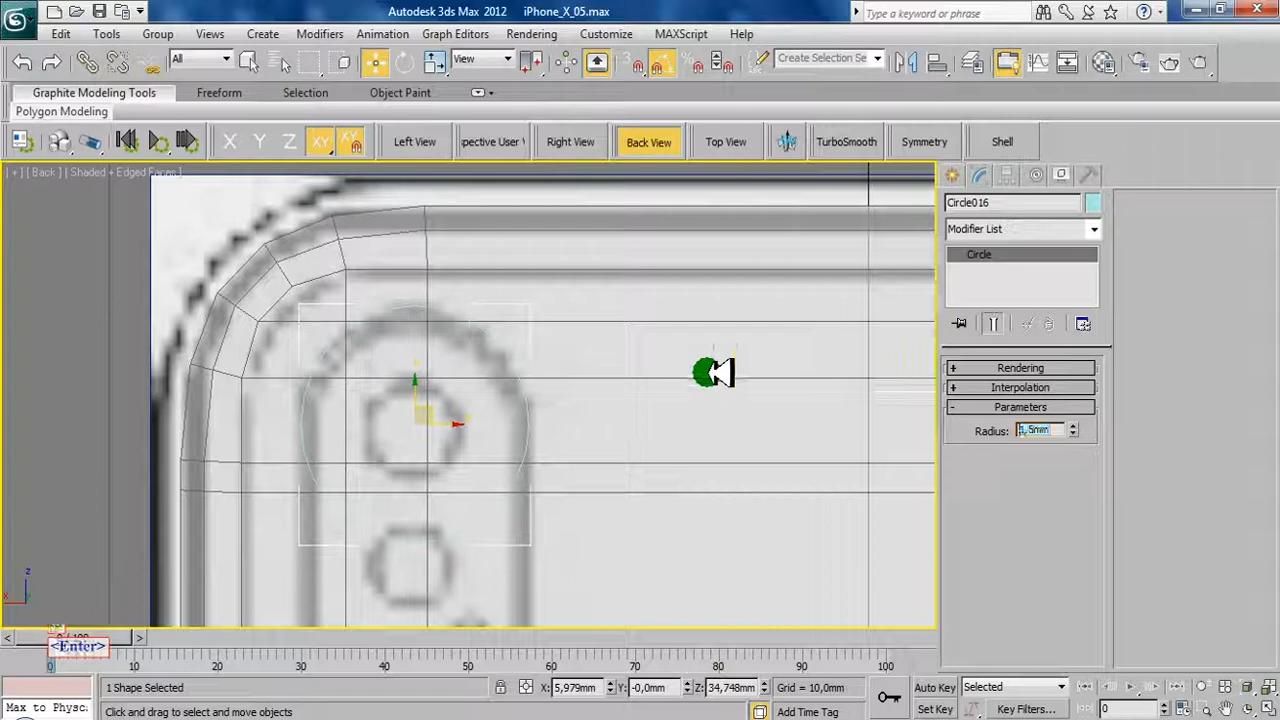 Autodesk 3ds Max 2012 iPhone_X_05.max
Type a keyword or phrase
Edit Tools Group Views Create Modifiers Animation Graph Editors Rendering Customize MAXScript Help
All View Create Selection Se
Graphite Modeling Tools Freeform Selection Object Paint
Polygon Modeling
X Y Z XY XY Left View pective User Right View Back View Top View TurboSmooth Symmetry Shell
[ + ] [ Back ] [ Shaded + Edged Faces ]
Circle016
Modifier List
Circle
+ Rendering
+ Interpolation
- Parameters
Radius:
z
x
0 / 100
<Enter>
0 10 20 30 40 50 60 70 80 90 100
1 Shape Selected X: 5,979mm Y: -0,0mm Z: 34,748mm Grid = 10,0mm Auto Key Selected
Max to Physc Click and drag to select and move objects Add Time Tag Set Key Key Filters... 0